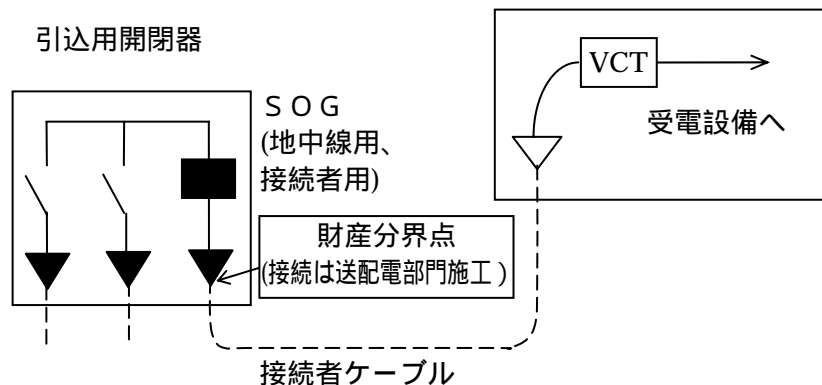 引込用開閉器
ＳＯＧ
(地中線用、
接続者用)
VCT
受電設備へ
財産分界点
(接続は送配電部門施工）
接続者ケーブル